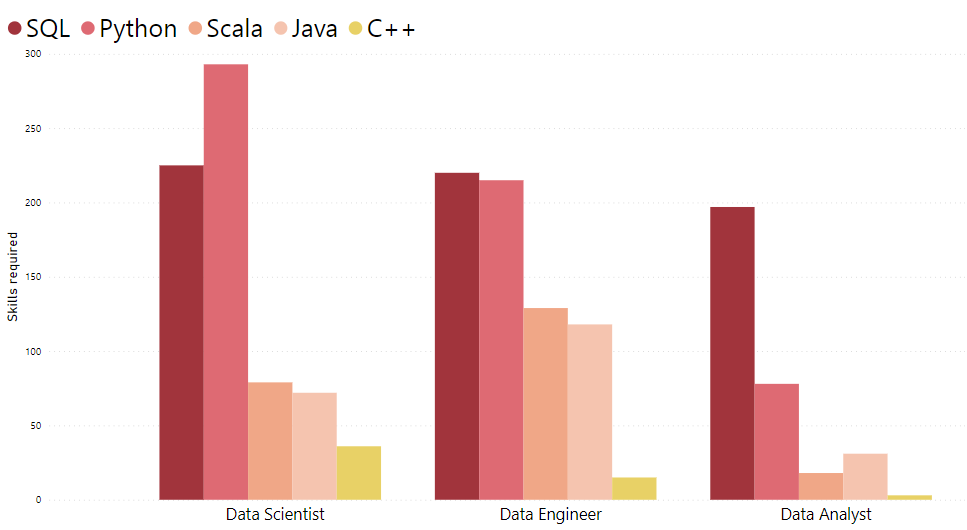 SQL Python Scala Java C++
300
250
200
150
100
50
0
Skills required
Data Scientist Data Engineer Data Analyst